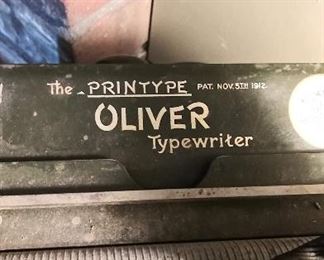 The PRINTYPE PAT. NOV. 5TH 1912
OLIVER
Typewriter